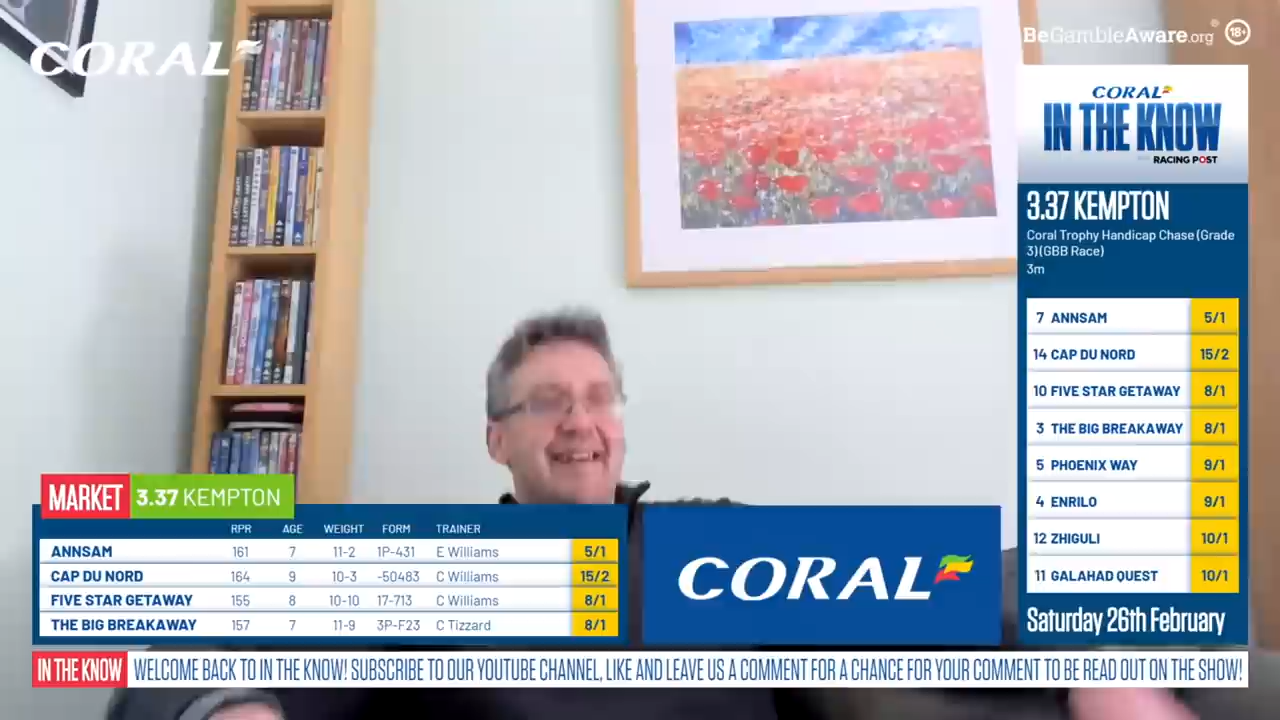 CORAL
BeGambleAware.org 18+
CORAL
IN THE KNOW
RACING POST
3.37 KEMPTON
Coral Trophy Handicap Chase (Grade
3) (GBB Race)
3m
7 ANNSAM 5/1
14 CAP DU NORD 15/2
10 FIVE STAR GETAWAY 8/1
3 THE BIG BREAKAWAY 8/1
5 PHOENIX WAY 9/1
4 ENRILO 9/1
12 ZHIGULI 10/1
11 GALAHAD QUEST 10/1
Saturday 26th February
MARKET 3.37 KEMPTON
RPR AGE WEIGHT FORM TRAINER
ANNSAM 161 7 11-2 1P-431 E Williams 5/1
CAP DU NORD 164 9 10-3 -50483 C Williams 15/2
FIVE STAR GETAWAY 155 8 10-10 17-713 C Williams 8/1
THE BIG BREAKAWAY 157 7 11-9 3P-F23 C Tizzard 8/1
CORAL
IN THE KNOW WELCOME BACK TO IN THE KNOW! SUBSCRIBE TO OUR YOUTUBE CHANNEL, LIKE AND LEAVE US A COMMENT FOR A CHANCE FOR YOUR COMMENT TO BE READ OUT ON THE SHOW!